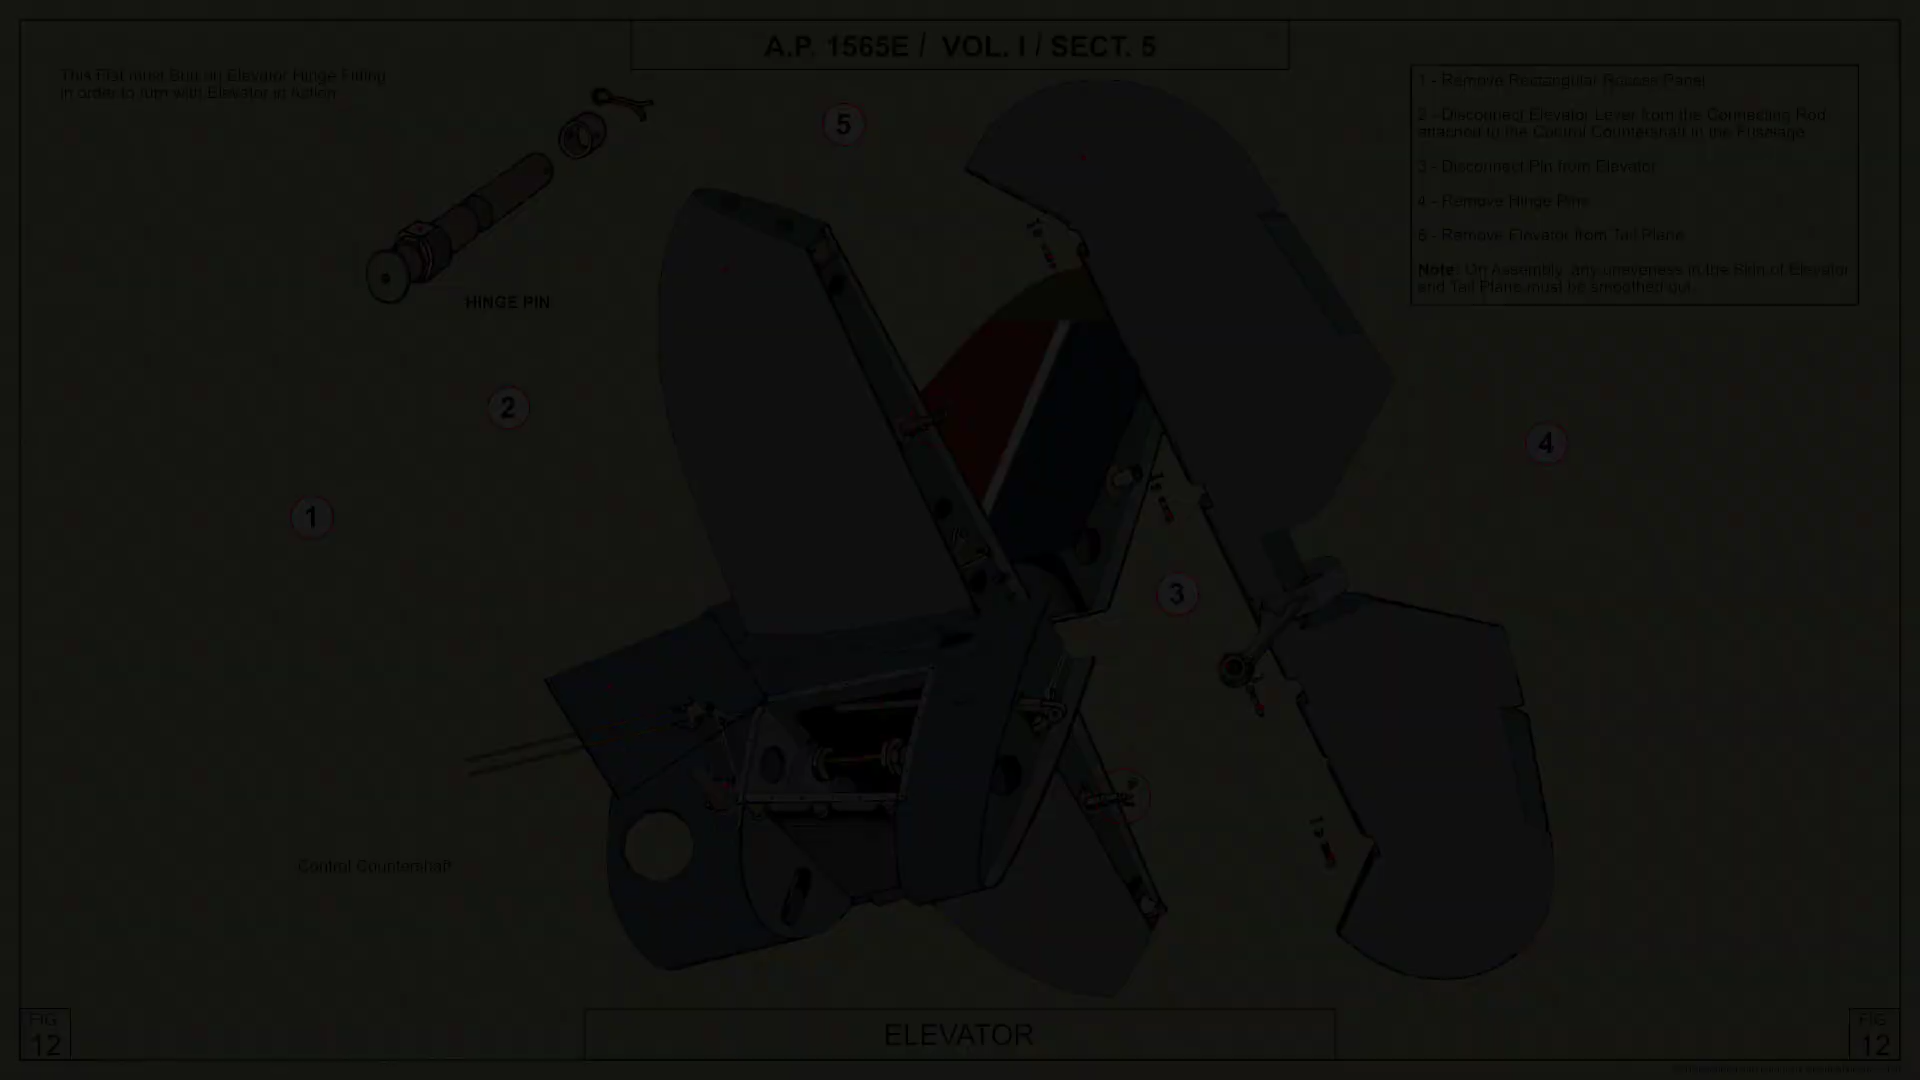 A.P. 1565E / VOL. I / SECT. 5
This Flat must Butt on Elevator Hinge Fitting
in order to turn with Elevator in Action
HINGE PIN
1 - Remove Rectangular Access Panel
2 - Disconnect Elevator Lever from the Connecting Rod
attached to the Control Countershaft in the Fuselage
3 - Disconnect Pin from Elevator
4 - Remove Hinge Pins
5 - Remove Elevator from Tail Plane
Note: On Assembly, any uneveness in the Skin of Elevator
and Tail Plane must be smoothed out
5
2
4
1
3
Control Countershaft
FIG.
12
ELEVATOR
FIG.
12